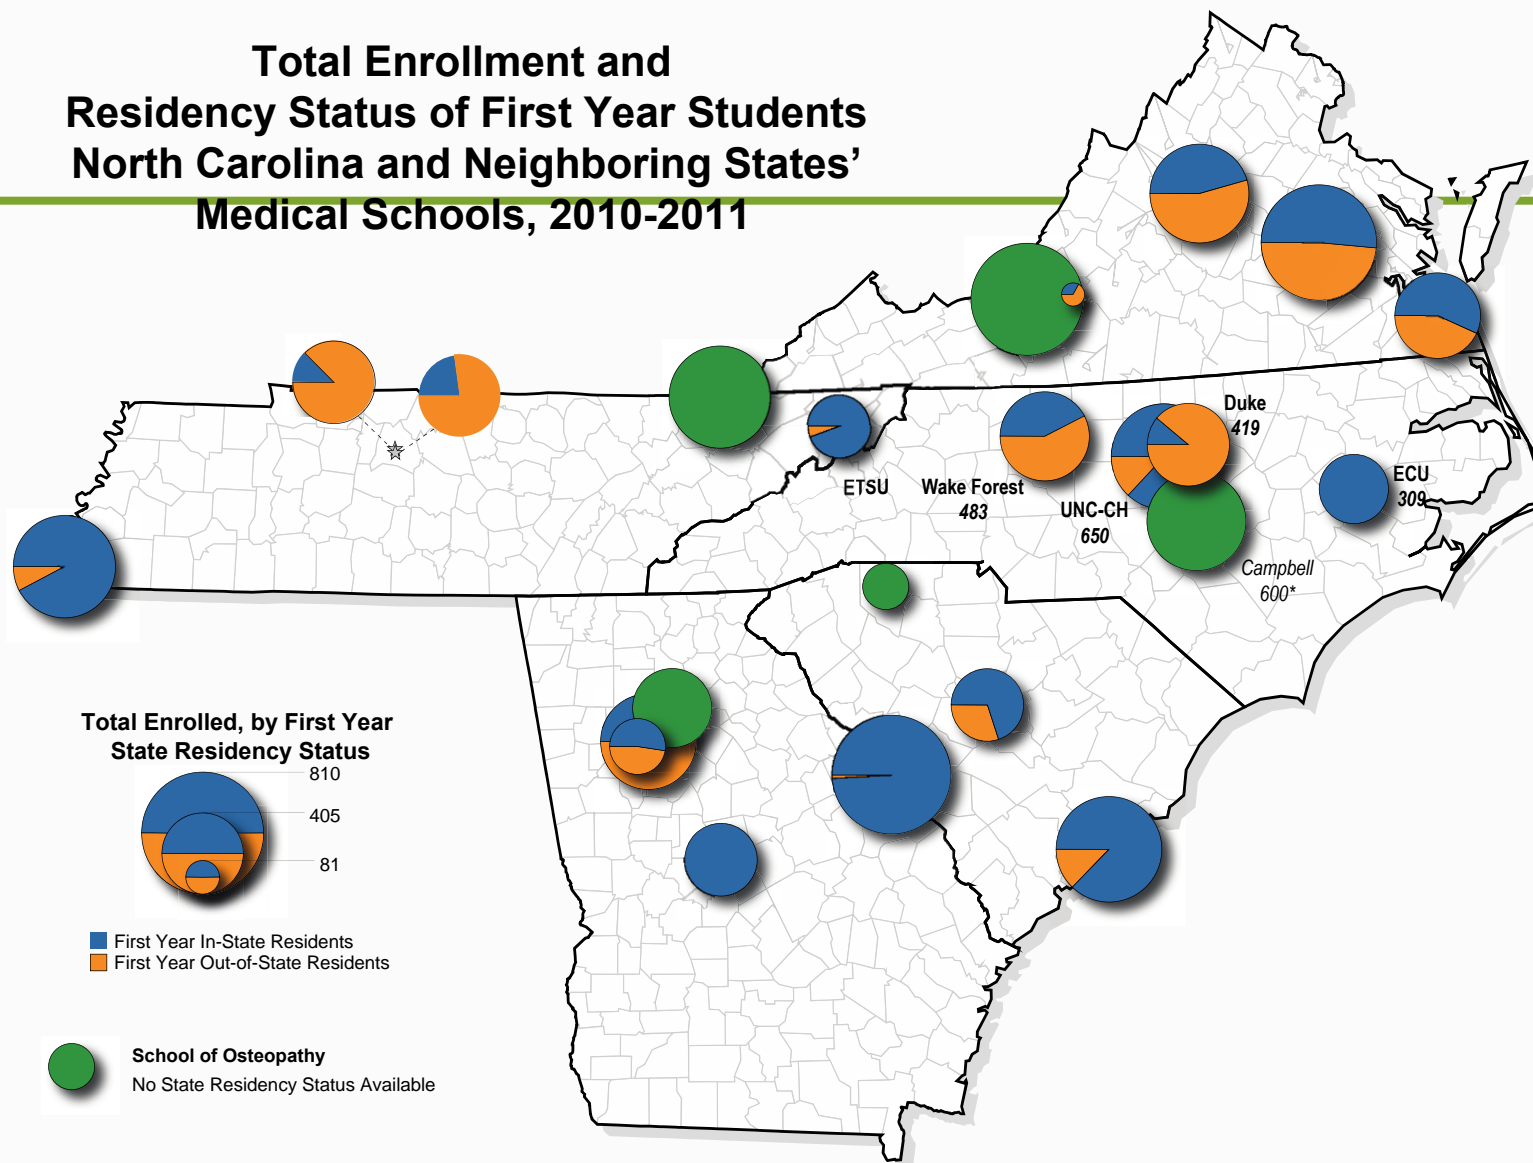 Total Enrollment and
Residency Status of First Year Students
North Carolina and Neighboring States’
Medical Schools, 2010-2011
Duke
419
ECU
309
ETSU
Wake Forest
483
UNC-CH
650
Campbell
600*
Total Enrolled, by First Year
State Residency Status
810
405
81
First Year In-State Residents
First Year Out-of-State Residents
School of Osteopathy
No State Residency Status Available